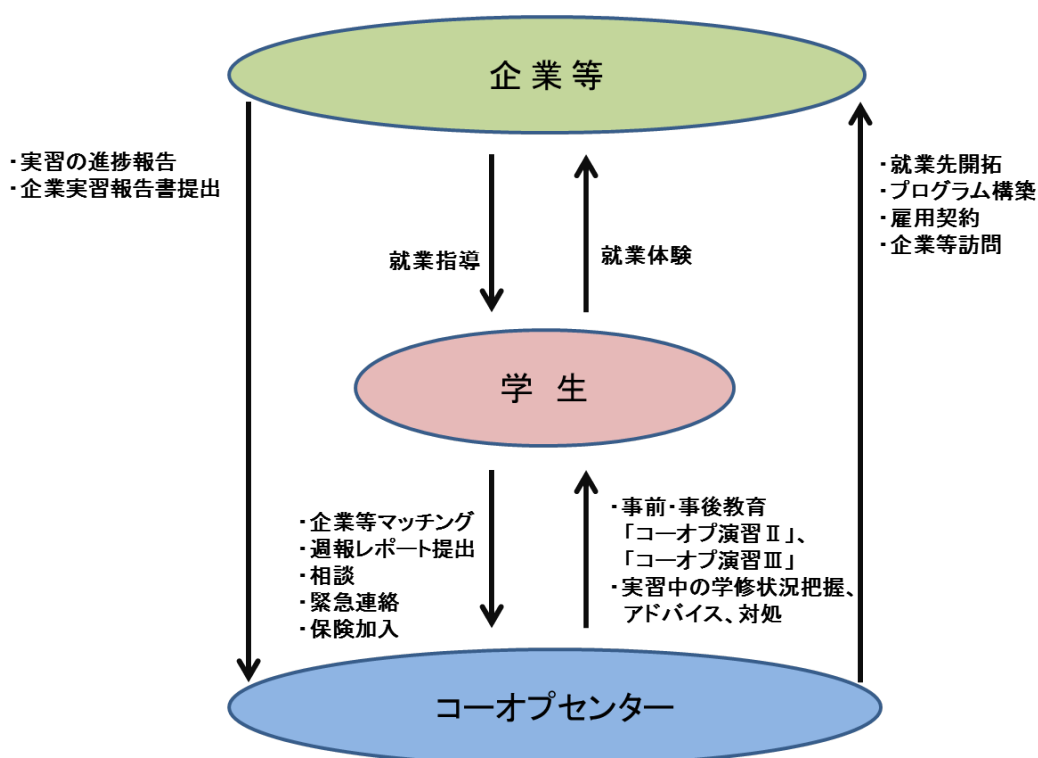 企業等
・実習の進捗報告
・企業実習報告書提出
就業指導
就業体験
・就業先開拓
・プログラム構築
・雇用契約
・企業等訪問
学 生
・企業等マッチング
・週報レポート提出
・相談
・緊急連絡
・保険加入
・事前・事後教育
「コーオプ演習Ⅱ」、
「コーオプ演習Ⅲ」
・実習中の学修状況把握、
アドバイス、対処
コーオプセンター